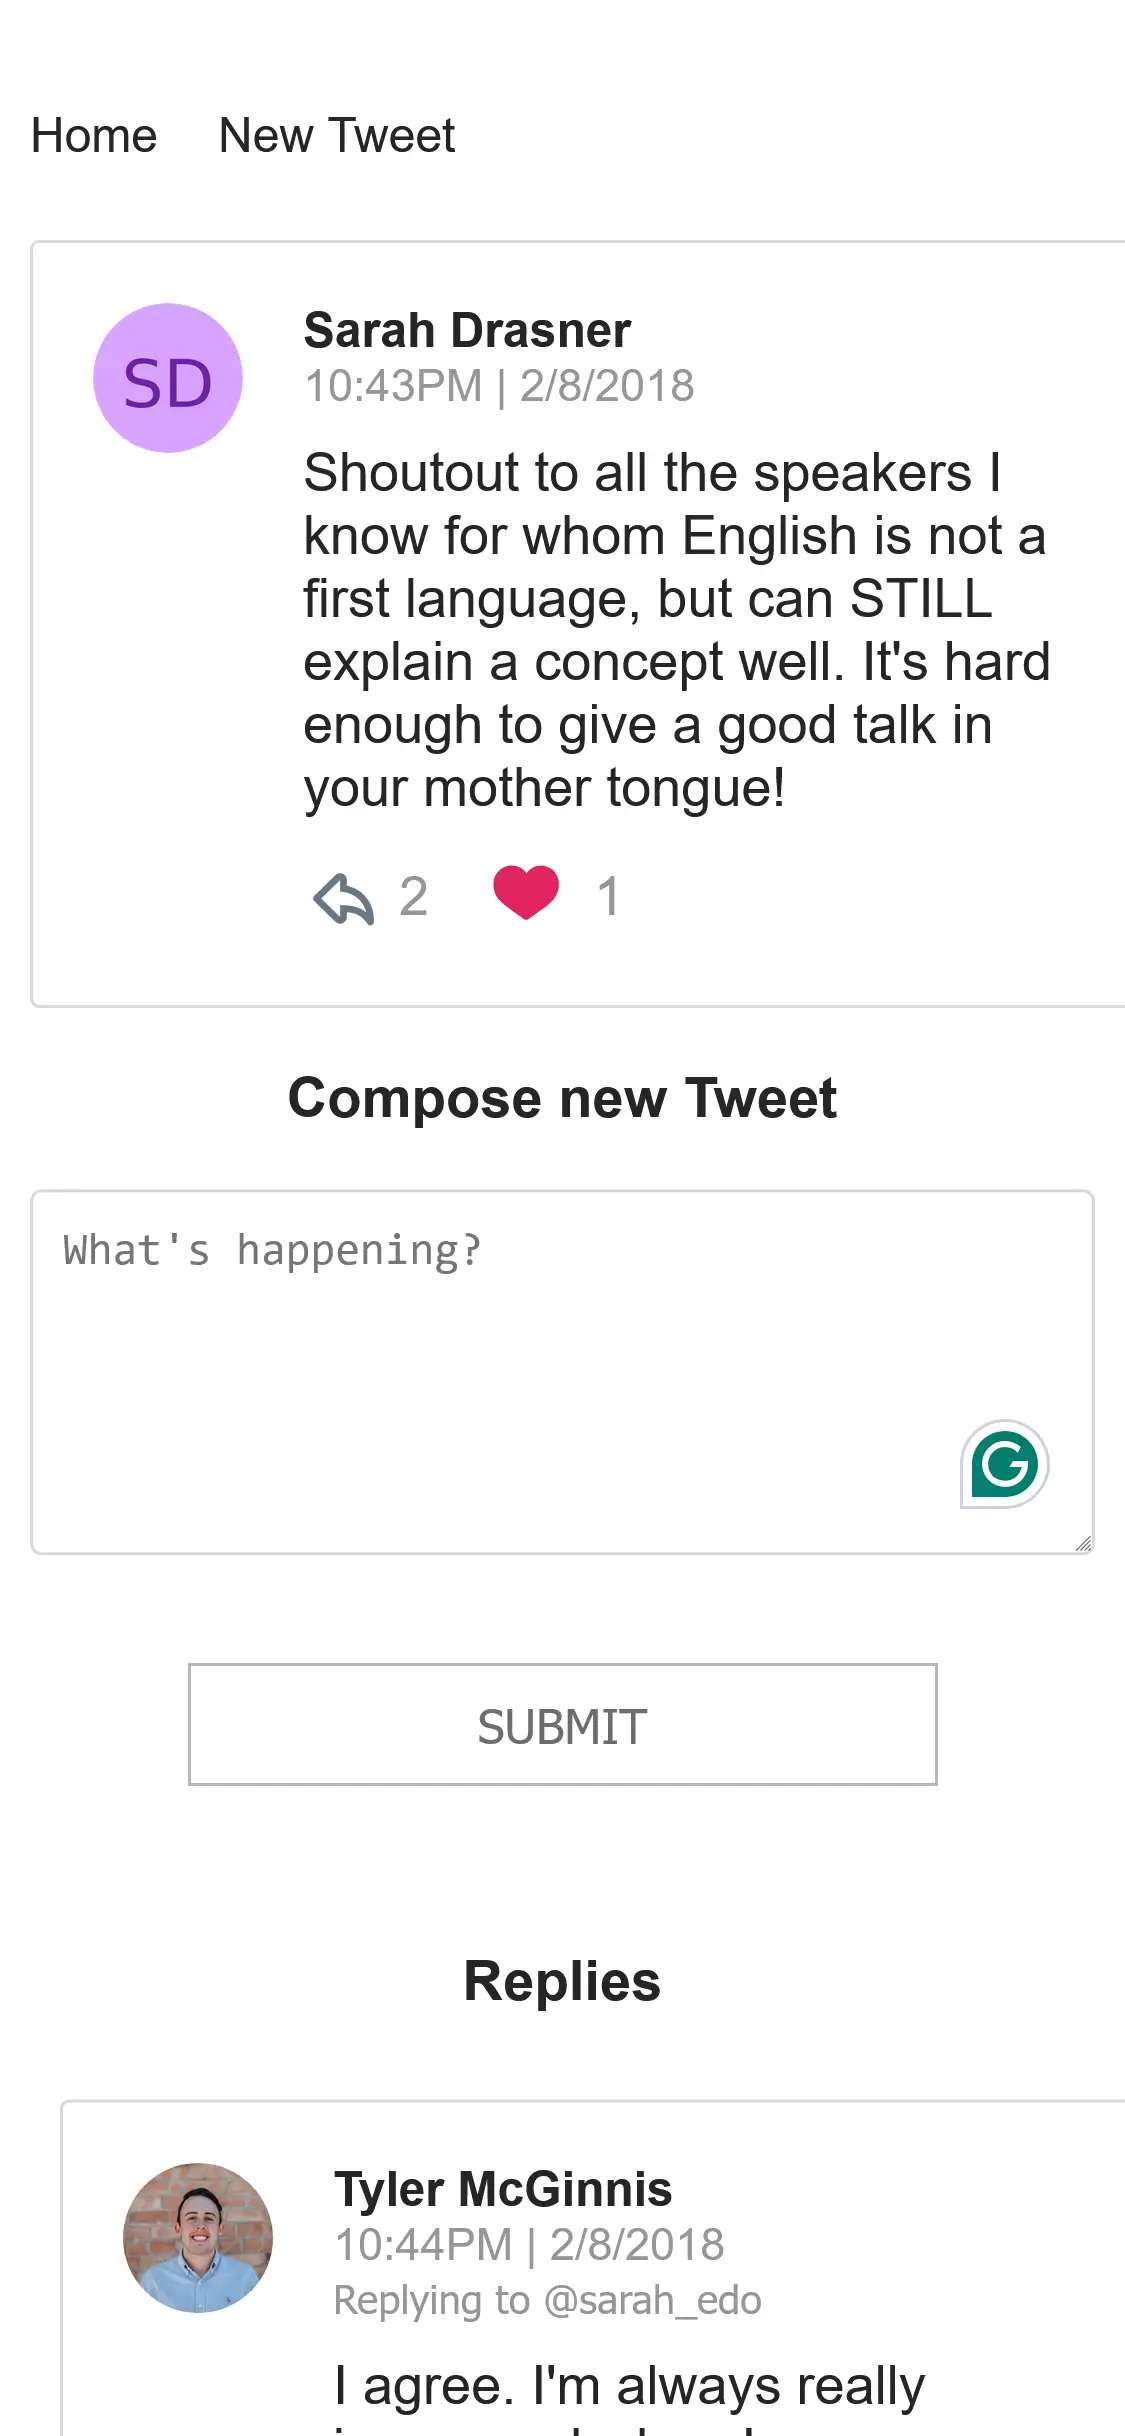 Home New Tweet
SD
Sarah Drasner
10:43PM | 2/8/2018
Shoutout to all the speakers I
know for whom English is not a
first language, but can STILL
explain a concept well. It's hard
enough to give a good talk in
your mother tongue!
2 1
Compose new Tweet
What's happening?
G
SUBMIT
Replies
Tyler McGinnis
10:44PM | 2/8/2018
Replying to @sarah_edo
I agree. I'm always really